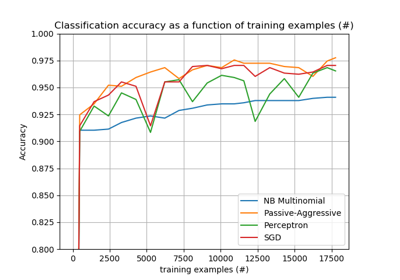 Classification accuracy as a function of training examples (#)
1.000
0.975
0.950
0.925
0.900
0.875
0.850
0.825
0.800
Accuracy
NB Multinomial
Passive-Aggressive
Perceptron
SGD
0 2500 5000 7500 10000 12500 15000 17500
training examples (#)